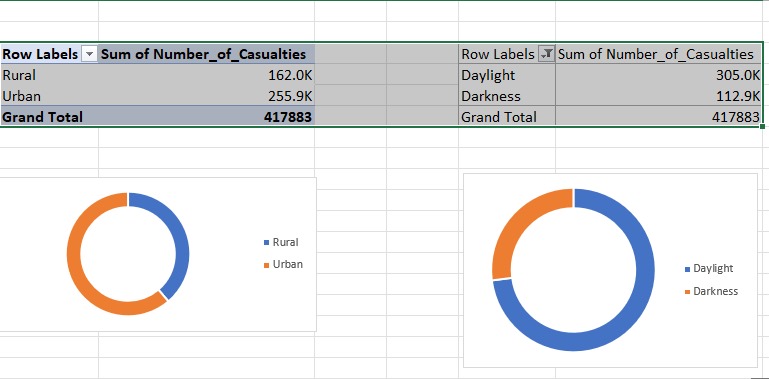 Row Labels Sum of Number_of_Casualties
Rural 162.0K
Urban 255.9K
Grand Total 417883
Row Labels Sum of Number_of_Casualties
Daylight 305.0K
Darkness 112.9K
Grand Total 417883
Rural
Urban
Daylight
Darkness